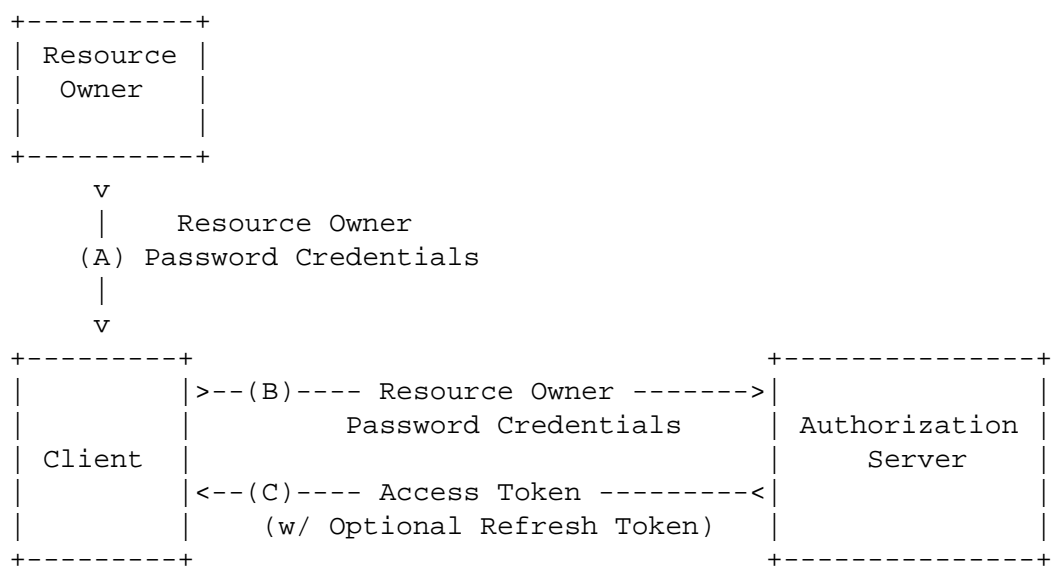 +----------+
| Resource |
|  Owner   |
|          |
+----------+
     v
     |    Resource Owner
    (A) Password Credentials
     |
     v
+---------+                                  +---------------+
|         |>--(B)---- Resource Owner ------->|               |
|         |         Password Credentials     | Authorization |
| Client  |                                  |     Server    |
|         |<--(C)---- Access Token ---------<|               |
|         |    (w/ Optional Refresh Token)   |               |
+---------+                                  +---------------+